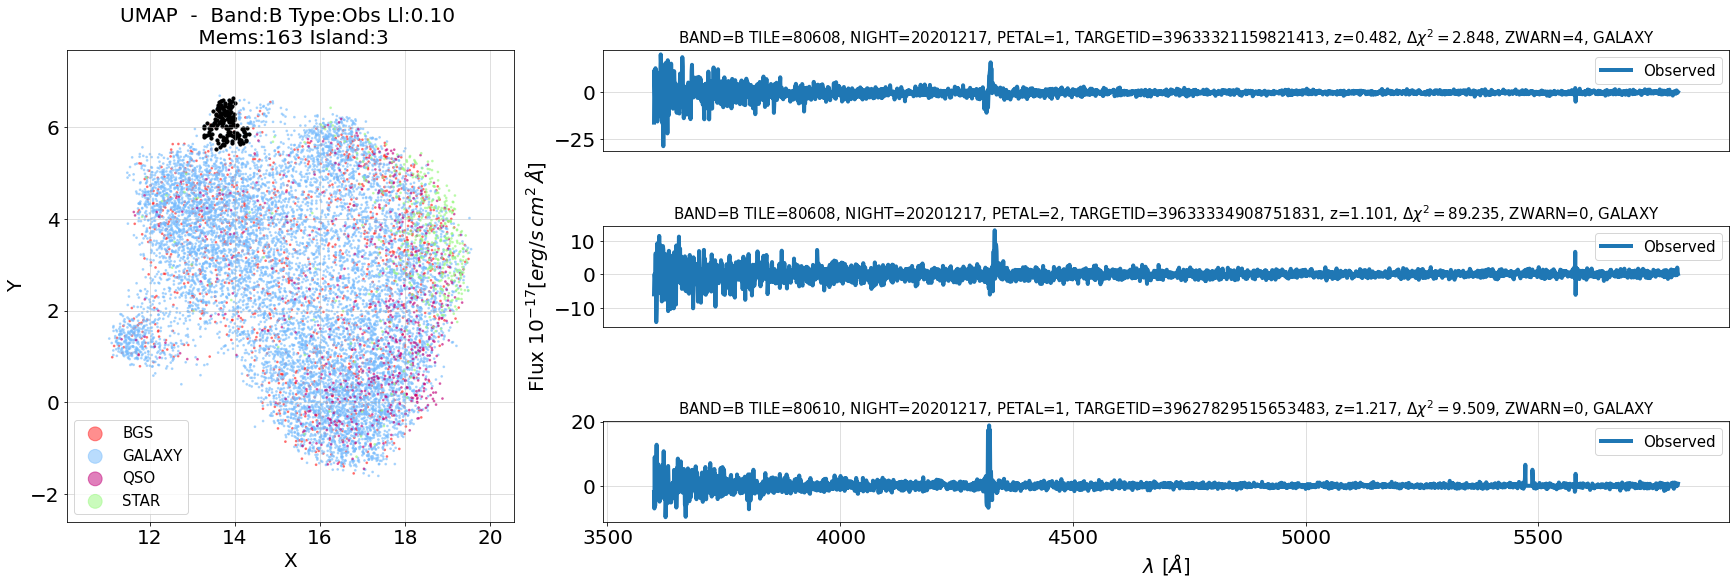 UMAP  -  Band:B Type:Obs Ll:0.10
Mems:163 Island:3
Y
6
4
2
0
−2
12
14
16
18
20
X
BGS
GALAXY
QSO
STAR
Flux 10⁻¹⁷[erg/s cm² Å]
BAND=B TILE=80608, NIGHT=20201217, PETAL=1, TARGETID=39633321159821413, z=0.482, Δχ² = 2.848, ZWARN=4, GALAXY
Observed
0
−25
BAND=B TILE=80608, NIGHT=20201217, PETAL=2, TARGETID=39633334908751831, z=1.101, Δχ² = 89.235, ZWARN=0, GALAXY
Observed
10
0
−10
BAND=B TILE=80610, NIGHT=20201217, PETAL=1, TARGETID=39627829515653483, z=1.217, Δχ² = 9.509, ZWARN=0, GALAXY
Observed
20
0
3500
4000
4500
5000
5500
λ [Å]